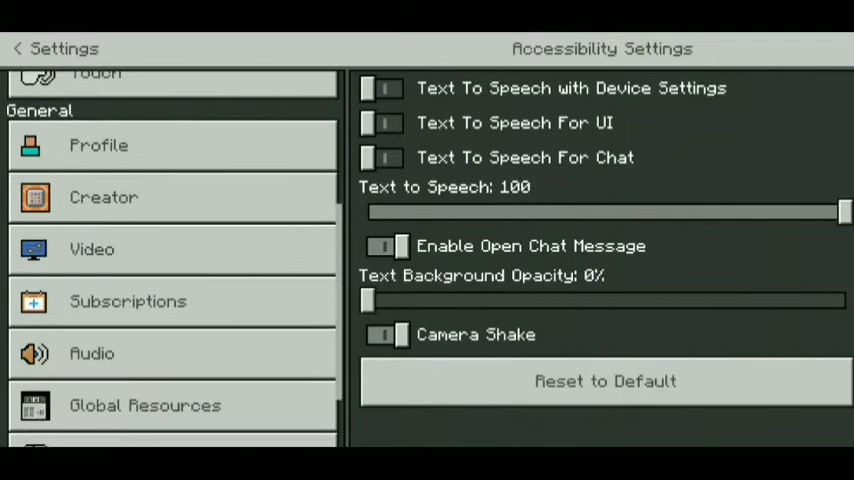 < Settings
Accessibility Settings
Touch
General
Profile
Creator
Video
Subscriptions
Audio
Global Resources
Text To Speech with Device Settings
Text To Speech For UI
Text To Speech For Chat
Text to Speech: 100
Enable Open Chat Message
Text Background Opacity: 0%
Camera Shake
Reset to Default